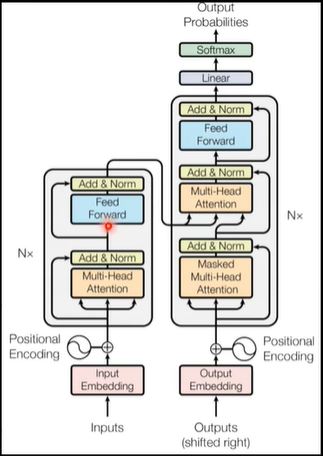 Output
Probabilities
Softmax
Linear
Add & Norm
Feed
Forward
Add & Norm
Multi-Head
Attention
Add & Norm
Masked
Multi-Head
Attention
Nx
Positional
Encoding
Output
Embedding
Outputs
(shifted right)
Add & Norm
Feed
Forward
Add & Norm
Multi-Head
Attention
Nx
Positional
Encoding
Input
Embedding
Inputs